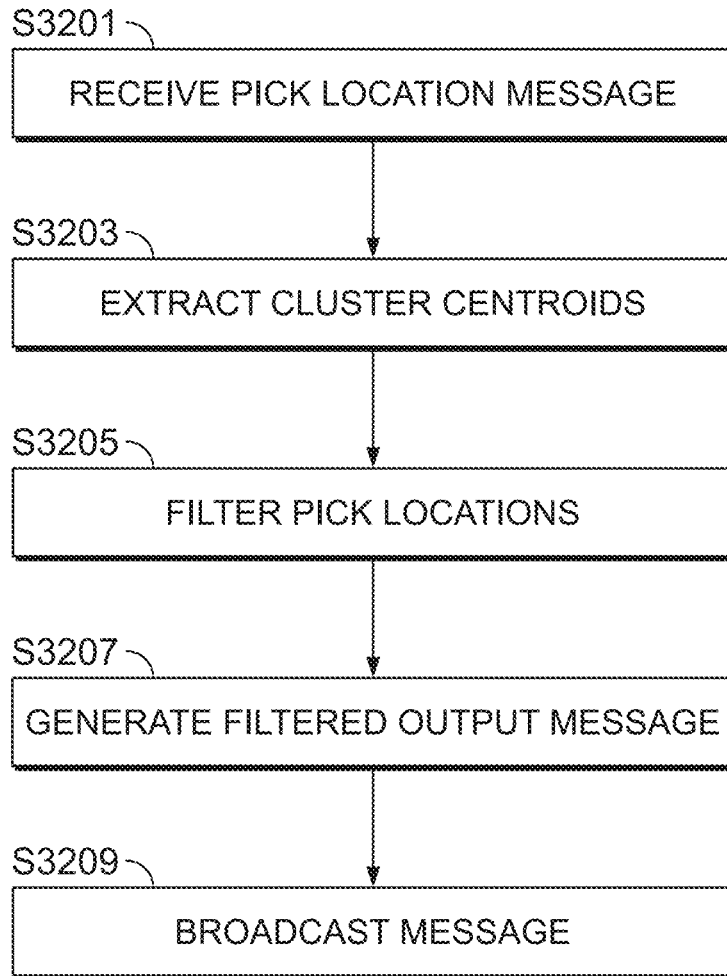 S3201
RECEIVE PICK LOCATION MESSAGE
S3203
EXTRACT CLUSTER CENTROIDS
S3205
FILTER PICK LOCATIONS
S3207
GENERATE FILTERED OUTPUT MESSAGE
S3209
BROADCAST MESSAGE